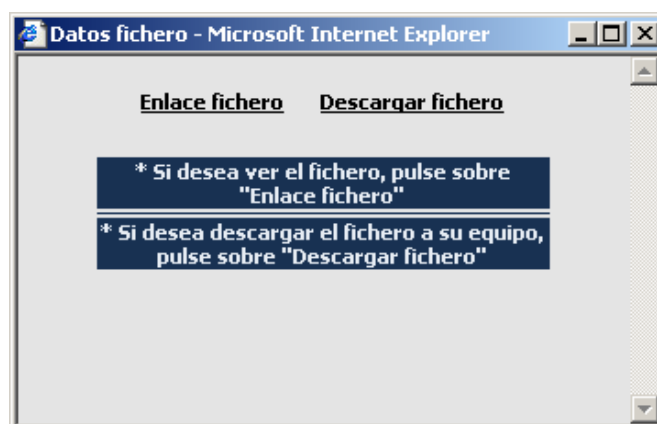 Datos fichero - Microsoft Internet Explorer
Enlace fichero Descargar fichero
* Si desea ver el fichero, pulse sobre
"Enlace fichero"
* Si desea descargar el fichero a su equipo,
pulse sobre "Descargar fichero"